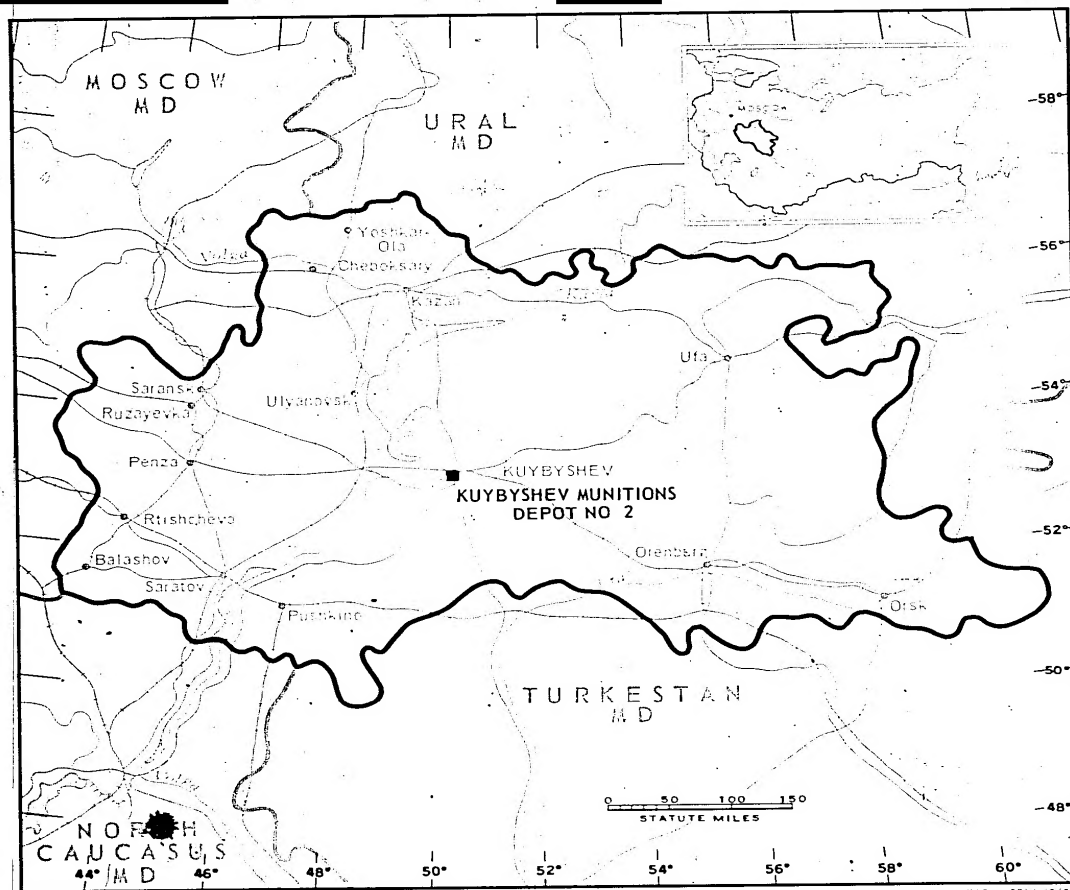 MOSCOW
MD
URAL
MD
Moscow
58°
56°
54°
52°
50°
48°
Yoshkar-
Ola
Volga
Cheboksary
Kazan
Ufa
Saransk
Ruzayevka
Ulyanovsk
Penza
KUYBYSHEV
KUYBYSHEV MUNITIONS
DEPOT NO 2
Rtishchevo
Balashov
Saratov
Pushkino
Orenberg
Orsk
TURKESTAN
MD
0 50 100 150
STATUTE MILES
Volga
NORTH
CAUCASUS
MD
44° 46° 48° 50° 52° 54° 56° 58° 60°